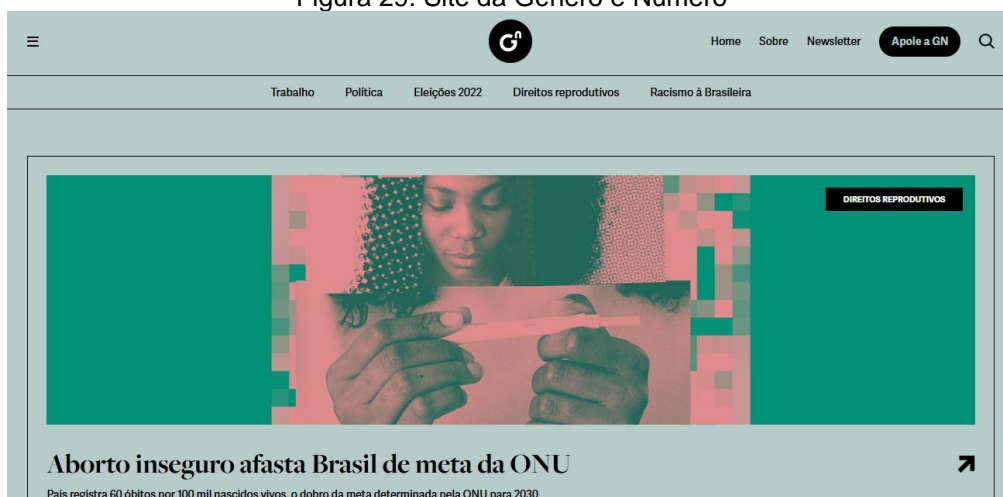 Figura 29: Site da Gênero e Número
Gn
Home Sobre Newsletter Apoie a GN
Trabalho Política Eleições 2022 Direitos reprodutivos Racismo à Brasileira
DIREITOS REPRODUTIVOS
Aborto inseguro afasta Brasil de meta da ONU
País registra 60 óbitos por 100 mil nascidos vivos, o dobro da meta determinada pela ONU para 2030